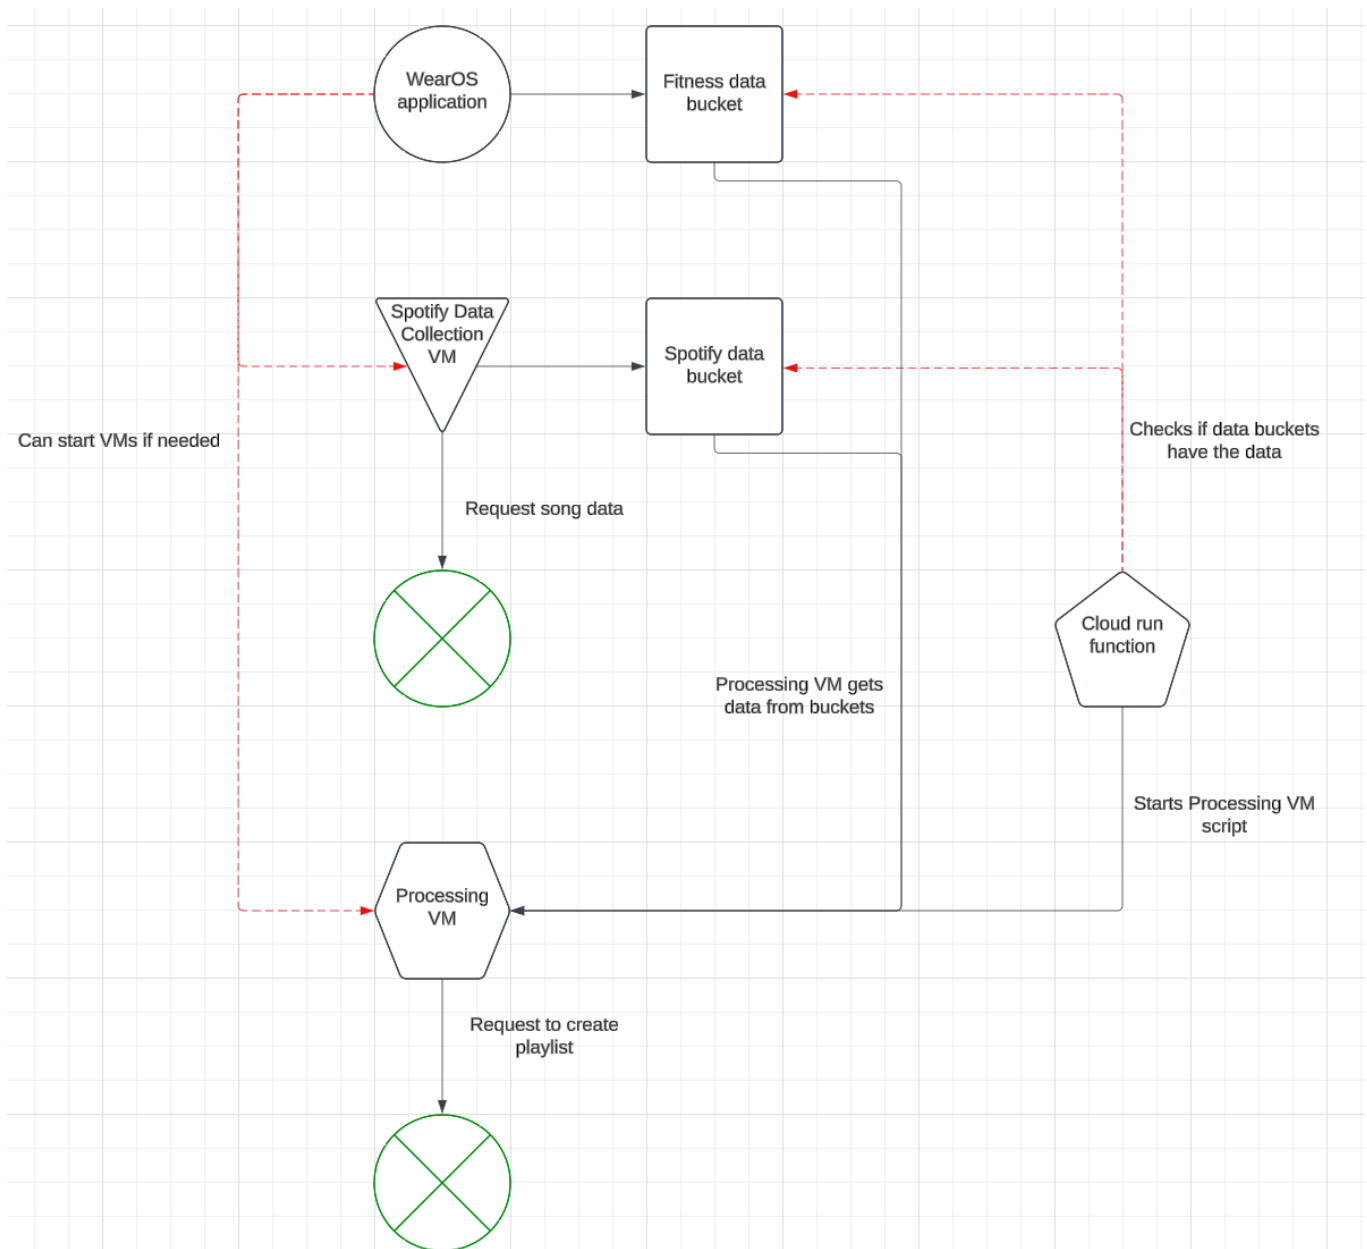 WearOS
application
Fitness data
bucket
Spotify Data
Collection
VM
Spotify data
bucket
Can start VMs if needed
Checks if data buckets
have the data
Request song data
Cloud run
function
Processing VM gets
data from buckets
Starts Processing VM
script
Processing
VM
Request to create
playlist